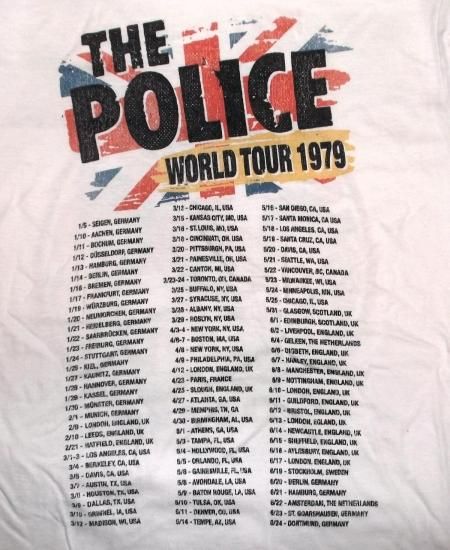 THE
POLICE
WORLD TOUR 1979
1/5 - SEIGEN, GERMANY
1/10 - AACHEN, GERMANY
1/11 - BOCHUM, GERMANY
1/12 - DÜSSELDORF, GERMANY
1/13 - HAMBURG, GERMANY
1/14 - BERLIN, GERMANY
1/16 - BREMEN, GERMANY
1/17 - FRANKFURT, GERMANY
1/19 - WÜRZBURG, GERMANY
1/20 - NEUNKIRCHEN, GERMANY
1/21 - HEIDELBERG, GERMANY
1/22 - SAARBRÜCKEN, GERMANY
1/23 - FREIBURG, GERMANY
1/24 - STUTTGART, GERMANY
1/25 - KIEL, GERMANY
1/27 - KAUNITZ, GERMANY
1/28 - HANNOVER, GERMANY
1/29 - KASSEL, GERMANY
1/30 - MÜNSTER, GERMANY
2/1 - MUNICH, GERMANY
2/9 - LONDON, ENGLAND, UK
2/10 - LEEDS, ENGLAND, UK
2/21 - HATFIELD, ENGLAND, UK
3/1-3 - LOS ANGELES, CA, USA
3/4 - BERKELEY, CA, USA
3/5 - DAVIS, CA, USA
3/7 - AUSTIN, TX, USA
3/8 - HOUSTON, TX, USA
3/9 - DALLAS, TX, USA
3/10 - GRINNEL, IA, USA
3/12 - MADISON, WI, USA
3/12 - CHICAGO, IL, USA
3/15 - KANSAS CITY, MO, USA
3/16 - ST.LOUIS, MO, USA
3/18 - CINCINNATI, OH, USA
3/20 - PITTSBURGH, PA, USA
3/21 - PAINESVILLE, OH, USA
3/22 - CANTON, MI, USA
3/23-24 - TORONTO, ON, CANADA
3/25 - BUFFALO, NY, USA
3/27 - SYRACUSE, NY, USA
3/28 - ALBANY, NY, USA
3/29 - ROSLYN, NY, USA
4/3-4 - NEW YORK, NY, USA
4/6-7 - BOSTON, MA, USA
4/8 - NEW YORK, NY, USA
4/9 - PHILADELPHIA, PA, USA
4/12 - LONDON, ENGLAND, UK
4/23 - PARIS, FRANCE
4/25 - SLOUGH, ENGLAND, UK
4/27 - ATLANTA, GA, USA
4/29 - MEMPHIS, TN, GA
4/30 - BIRMINGHAM, AL, USA
5/1 - ATHENS, GA, USA
5/3 - TAMPA, FL, USA
5/4 - HOLLYWOOD, FL, USA
5/5 - ORLANDO, FL, USA
5/6 - GAINESVILLE, FL, USA
5/8 - AVONDALE, LA, USA
5/9 - BATON ROUGE, LA, USA
5/10 - TULSA, OK, USA
5/11 - DENVER, CO, USA
5/14 - TEMPE, AZ, USA
5/16 - SAN DIEGO, CA, USA
5/17 - SANTA MONICA, CA, USA
5/18 - LOS ANGELES, CA, USA
5/19 - SANTA CRUZ, CA, USA
5/20 - DAVIS, CA, USA
5/21 - SEATTLE, WA, USA
5/22 - VANCOUVER, BC, CANADA
5/23 - MILWAUKEE, WI, USA
5/24 - MINNEAPOLIS, MN, USA
5/25 - CHICAGO, IL, USA
5/31 - GLASGOW, SCOTLAND, UK
6/1 - EDINBURGH, SCOTLAND, UK
6/2 - LIVERPOOL, ENGLAND, UK
6/4 - GELEEN, THE NETHERLANDS
6/6 - DIGBETH, ENGLAND, UK
6/7 - HANLEY, ENGLAND, UK
6/8 - MANCHESTER, ENGLAND, UK
6/9 - NOTTINGHAM, ENGLAND, UK
6/10 - LONDON, ENGLAND, UK
6/11 - GUILDFORD, ENGLAND, UK
6/12 - BRISTOL, ENGLAND, UK
6/13 - LONDON, ENGLAND, UK
6/14 - NEWCASTLE, ENGLAND, UK
6/15 - SHEFFIELD, ENGLAND, UK
6/16 - AYLESBURY, ENGLAND, UK
6/17 - LONDON, ENGLAND, UK
6/19 - STOCKHOLM, SWEDEN
6/20 - BERLIN, GERMANY
6/21 - HAMBURG, GERMANY
6/22 - AMSTERDAM, THE NETHERLANDS
6/23 - ST. GOARSHAUSEN, GERMANY
6/24 - DORTMUND, GERMANY